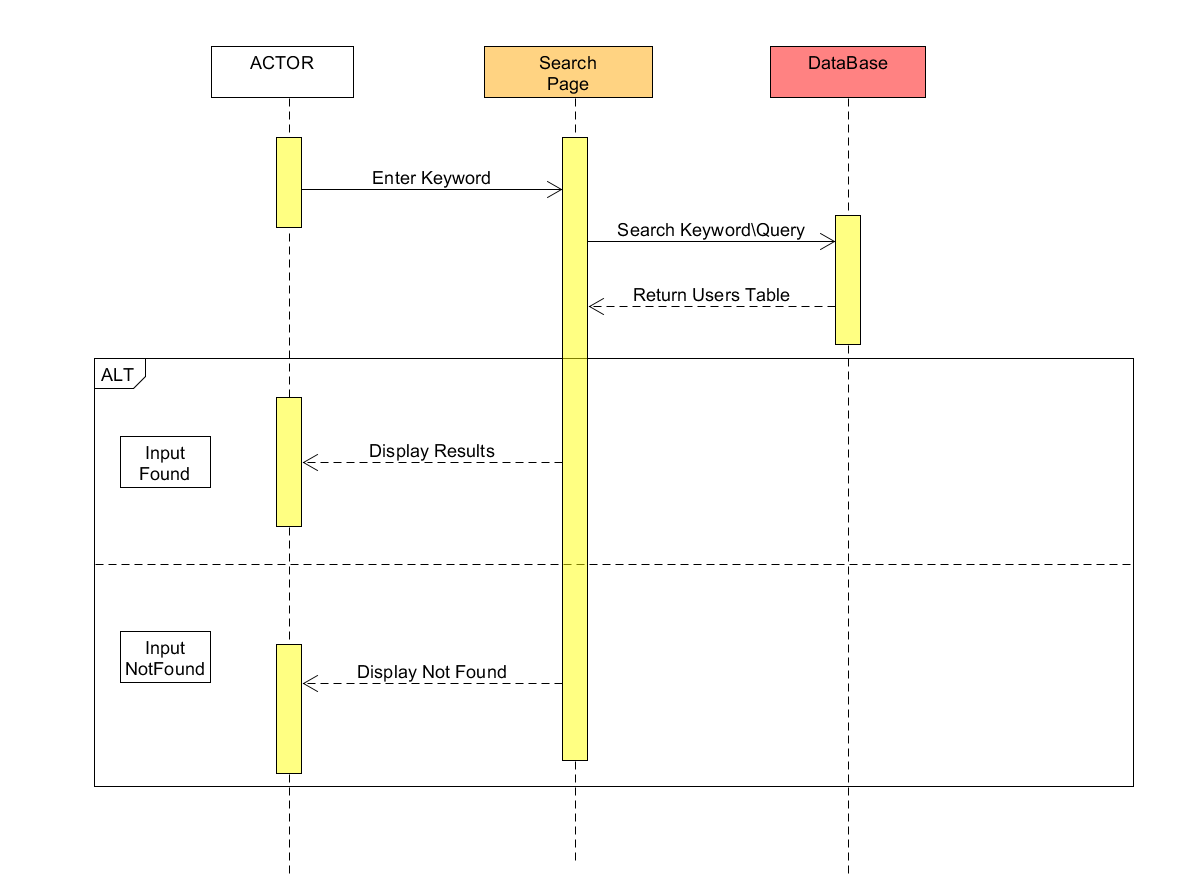 ACTOR
Search
Page
DataBase
Enter Keyword
Search Keyword\Query
Return Users Table
ALT
Input
Found
Display Results
Input
NotFound
Display Not Found